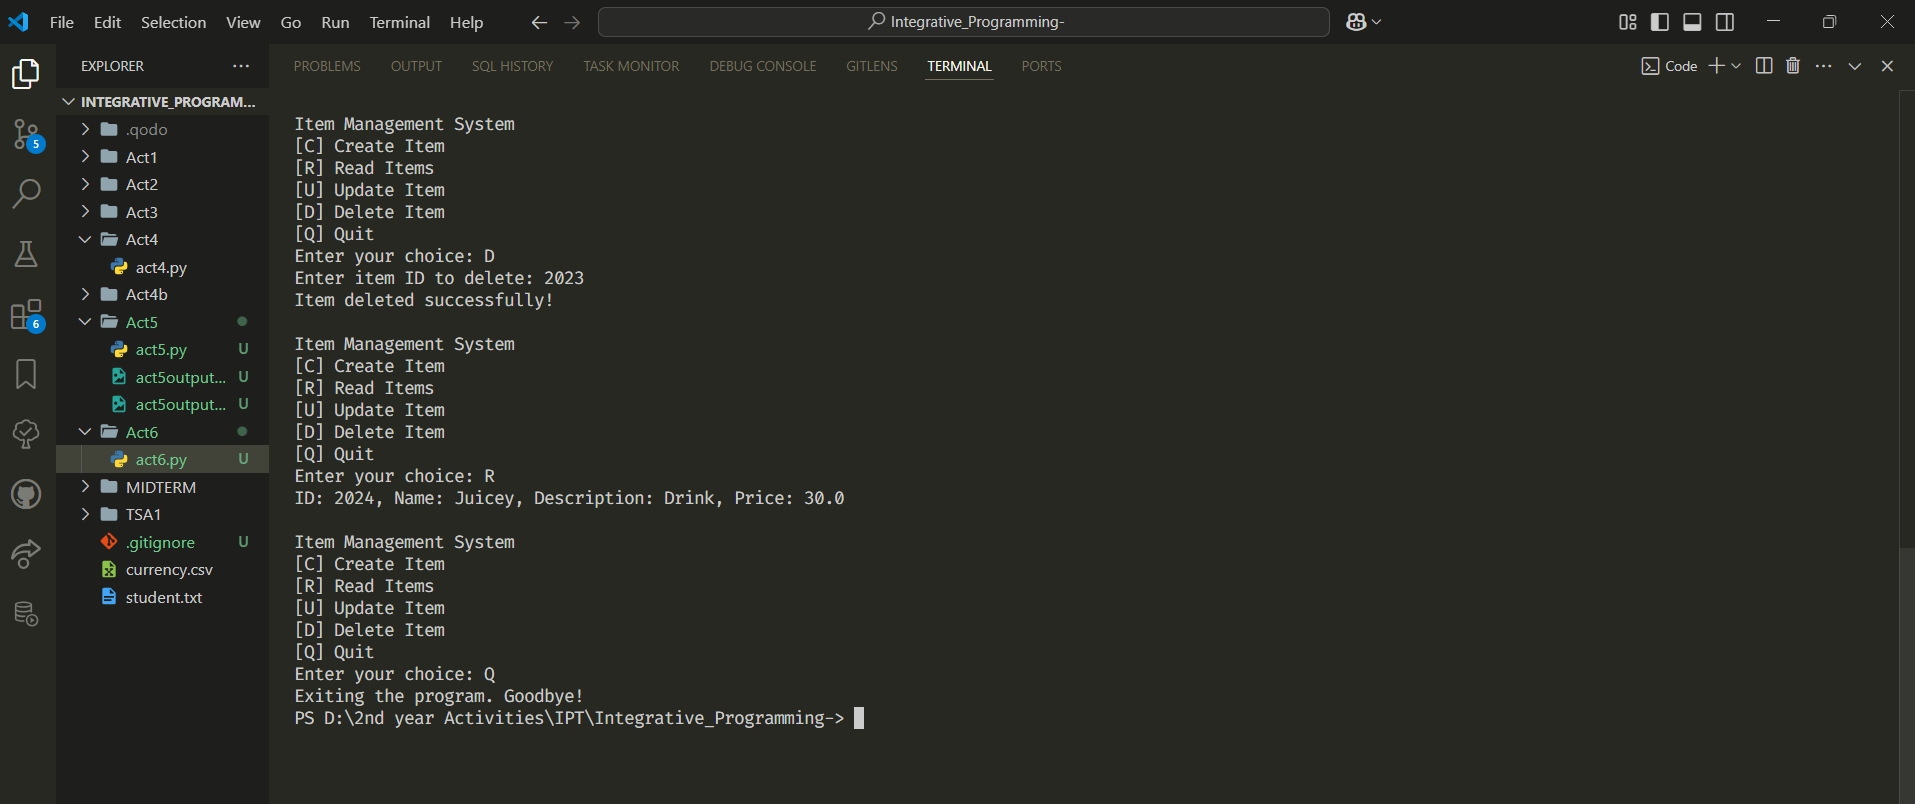 File Edit Selection View Go Run Terminal Help
Integrative_Programming-
EXPLORER
INTEGRATIVE_PROGRAM...
.qodo
Act1
Act2
Act3
Act4
act4.py
Act4b
Act5
act5.py U
act5output... U
act5output... U
Act6
act6.py U
MIDTERM
TSA1
.gitignore U
currency.csv
student.txt
5
6
PROBLEMS OUTPUT SQL HISTORY TASK MONITOR DEBUG CONSOLE GITLENS TERMINAL PORTS
Code
Item Management System
[C] Create Item
[R] Read Items
[U] Update Item
[D] Delete Item
[Q] Quit
Enter your choice: D
Enter item ID to delete: 2023
Item deleted successfully!
Item Management System
[C] Create Item
[R] Read Items
[U] Update Item
[D] Delete Item
[Q] Quit
Enter your choice: R
ID: 2024, Name: Juicey, Description: Drink, Price: 30.0
Item Management System
[C] Create Item
[R] Read Items
[U] Update Item
[D] Delete Item
[Q] Quit
Enter your choice: Q
Exiting the program. Goodbye!
PS D:\2nd year Activities\IPT\Integrative_Programming->